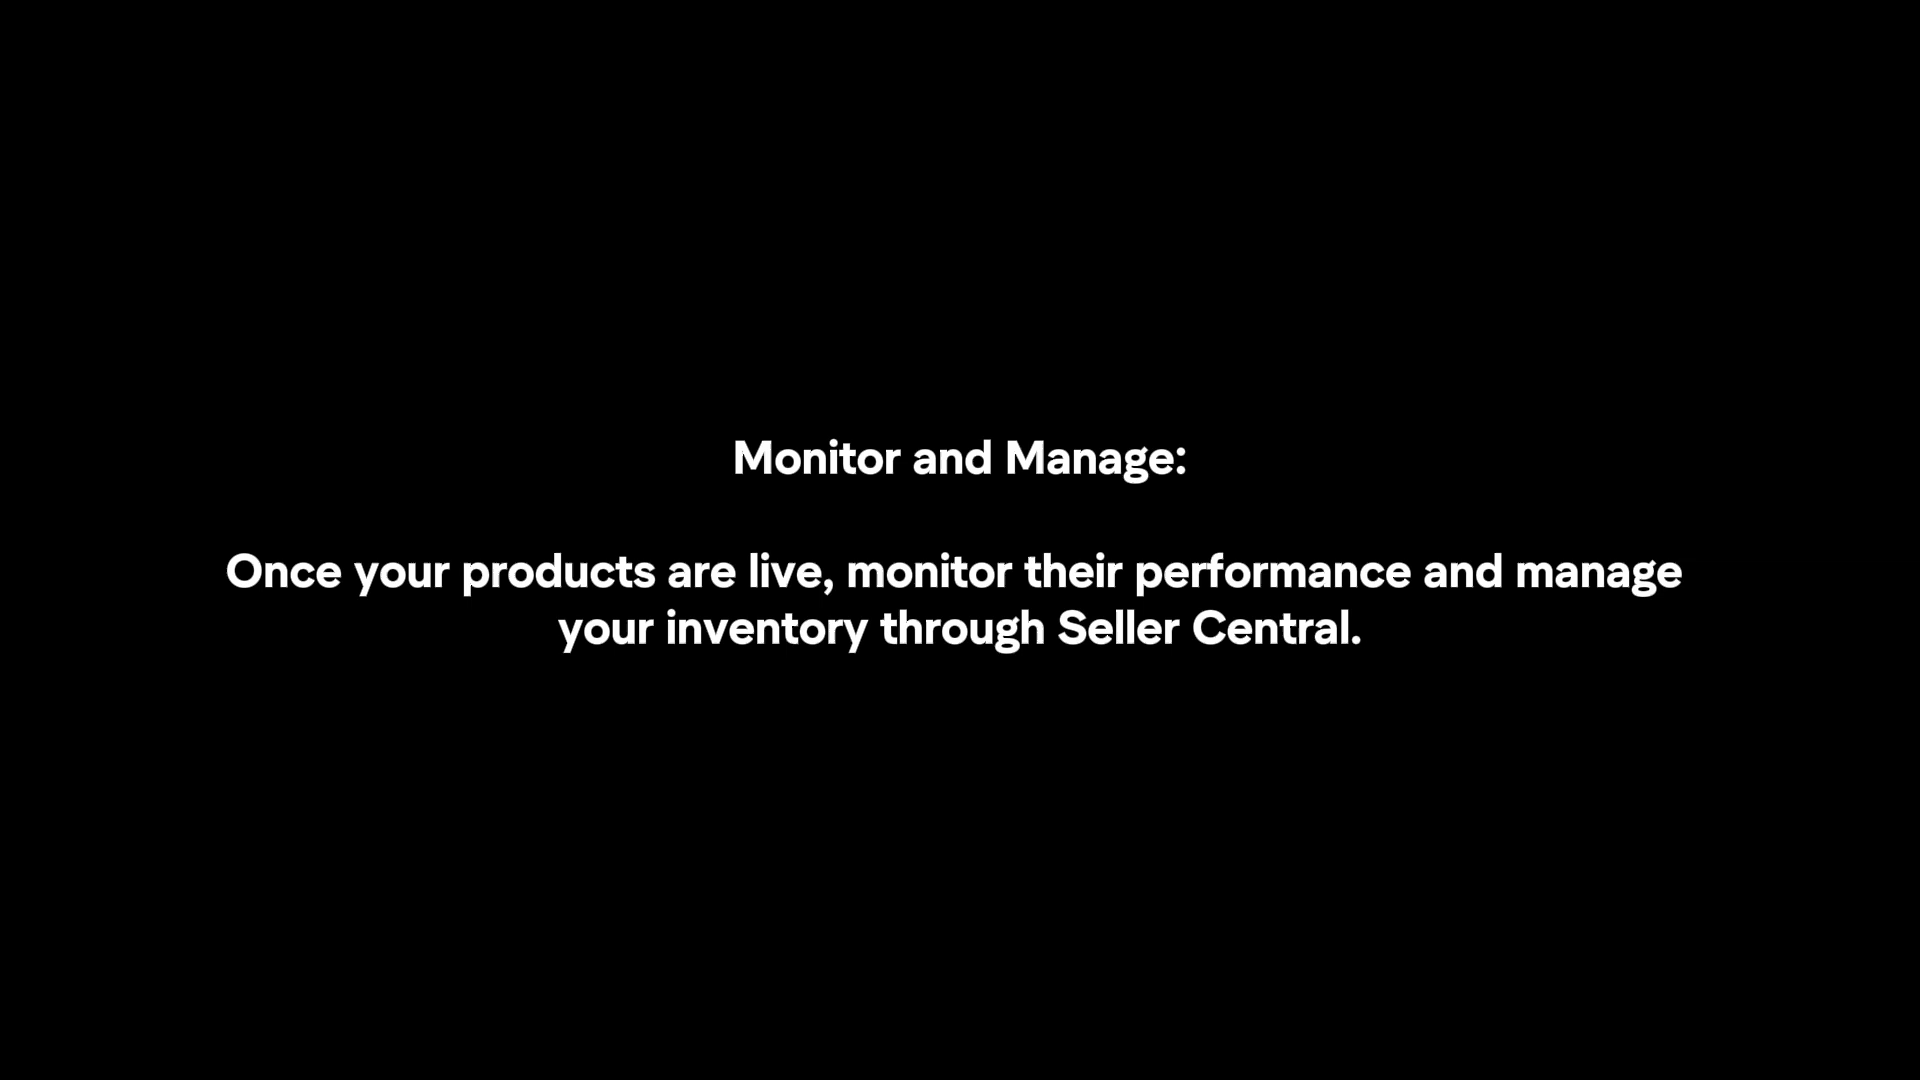 Monitor and Manage:
Once your products are live, monitor their performance and manage
your inventory through Seller Central.